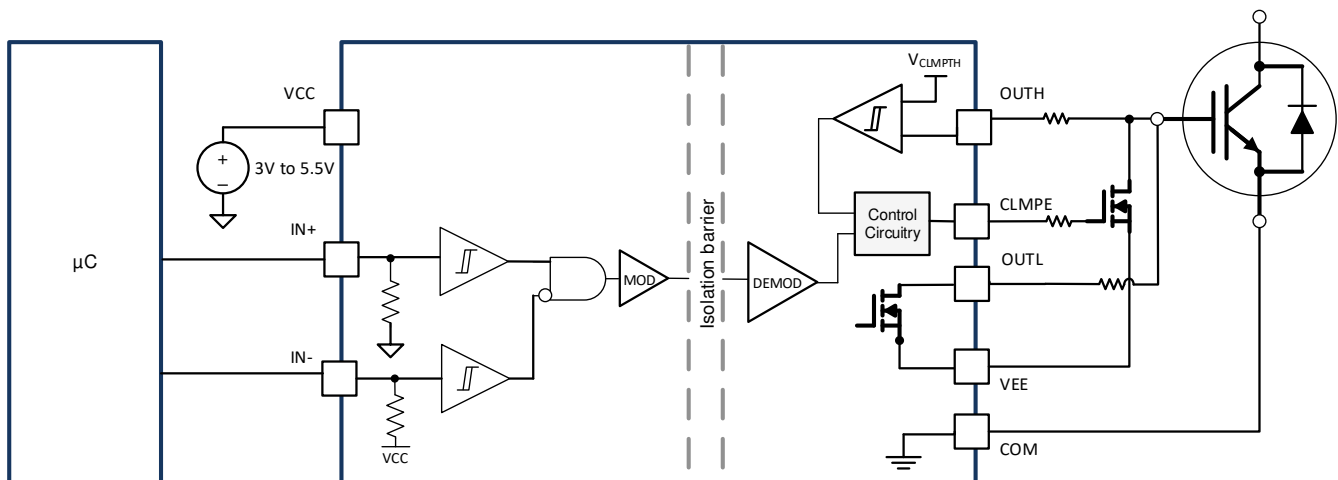 µC
VCC
+
−
3V to 5.5V
IN+
IN-
VCC
MOD
Isolation barrier
DEMOD
VCLMPTH
Control
Circuitry
OUTH
CLMPE
OUTL
VEE
COM